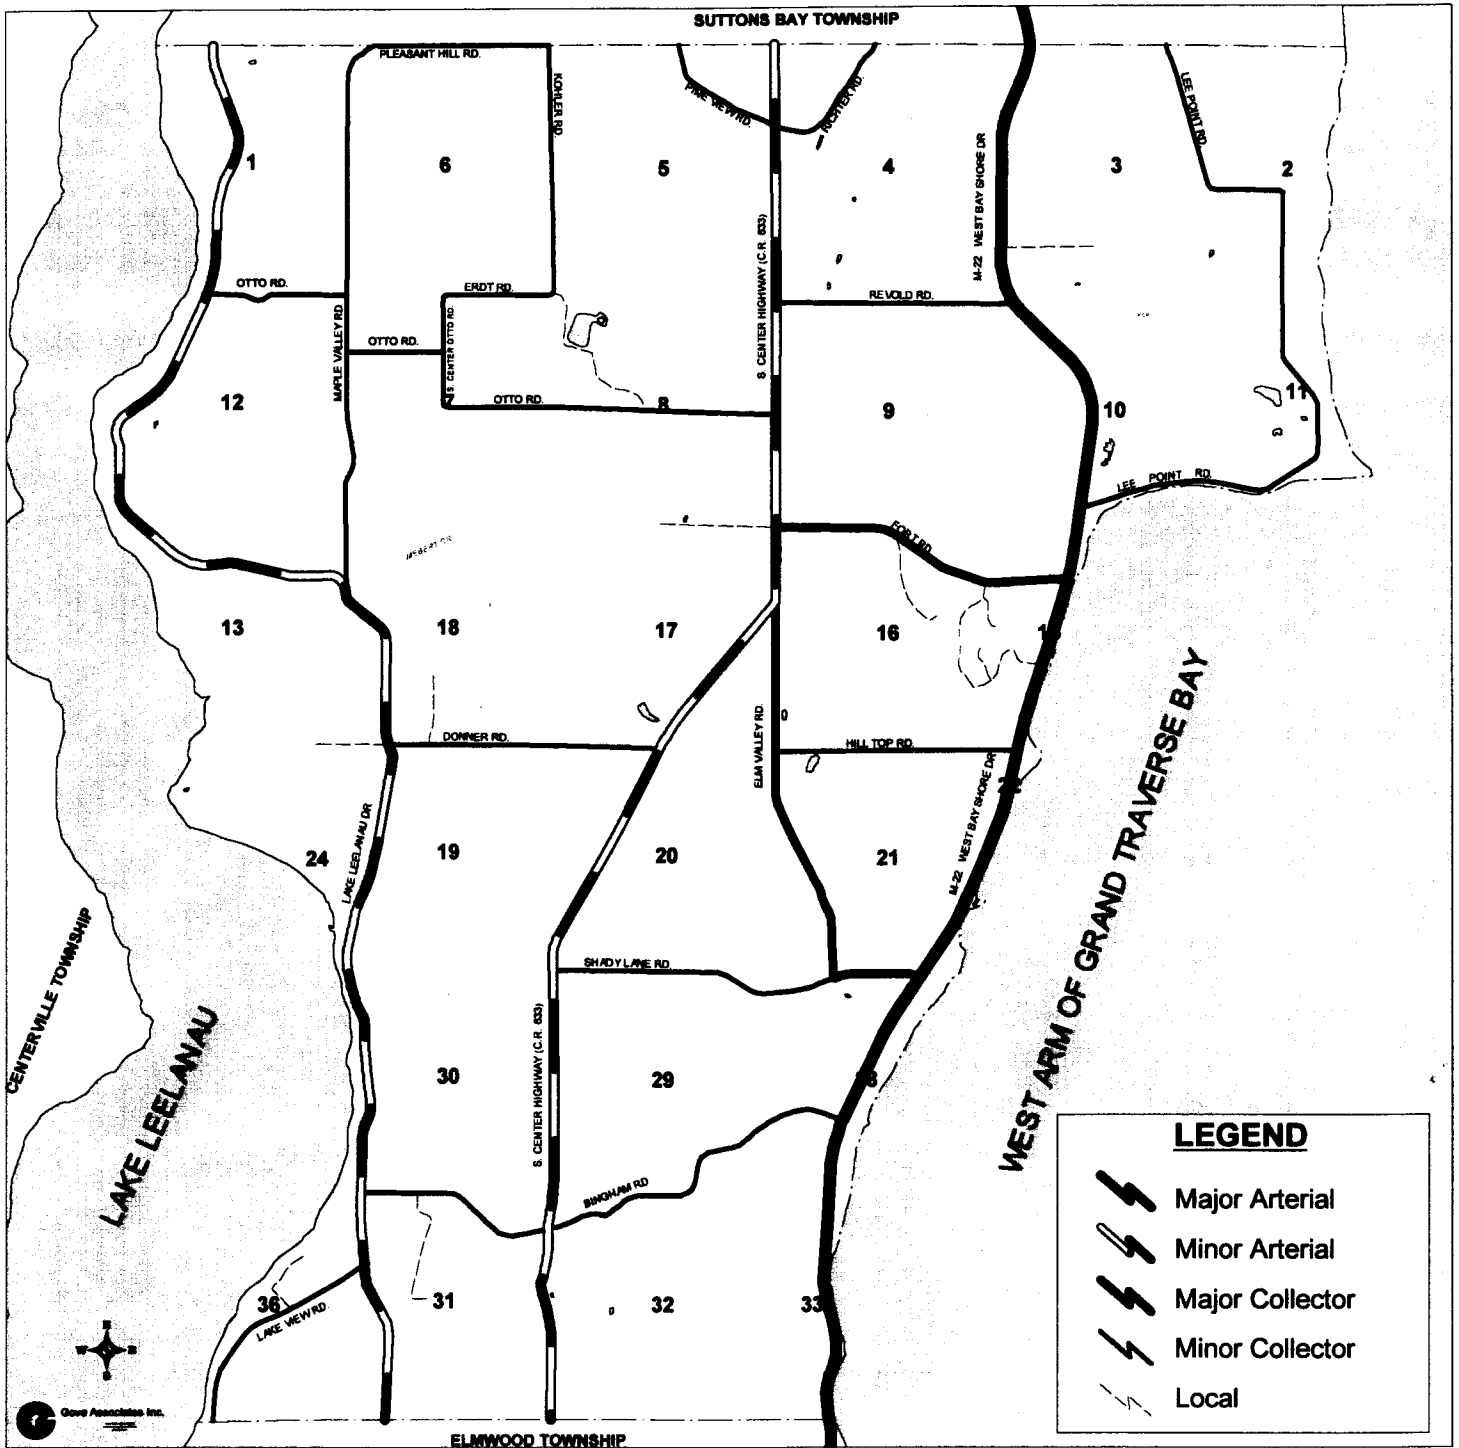 SUTTONS BAY TOWNSHIP
PLEASANT HILL RD.
KOHLER RD.
PINE VIEW RD.
RICHTER RD.
LEE POINT RD.
M-22 WEST BAY SHORE DR
1
6
5
4
3
2
S. CENTER HIGHWAY (C.R. 633)
OTTO RD.
ERDT RD.
REVOLD RD.
MAPLE VALLEY RD
OTTO RD.
S. CENTER OTTO RD.
OTTO RD.
12
8
9
10
11
LEE POINT RD.
FORT RD.
13
18
17
16
15
DONNER RD.
ELM VALLEY RD.
HILL TOP RD.
M-22 WEST BAY SHORE DR
22
LAKE LEELANAU DR
24
19
20
21
WEST ARM OF GRAND TRAVERSE BAY
CENTERVILLE TOWNSHIP
LAKE LEELANAU
SHADY LANE RD.
S. CENTER HIGHWAY (C.R. 633)
30
29
28
BINGHAM RD
36
LAKE VIEW RD.
31
32
33
N
W
E
S
Gove Associates Inc.
ELMWOOD TOWNSHIP
LEGEND
Major Arterial
Minor Arterial
Major Collector
Minor Collector
Local